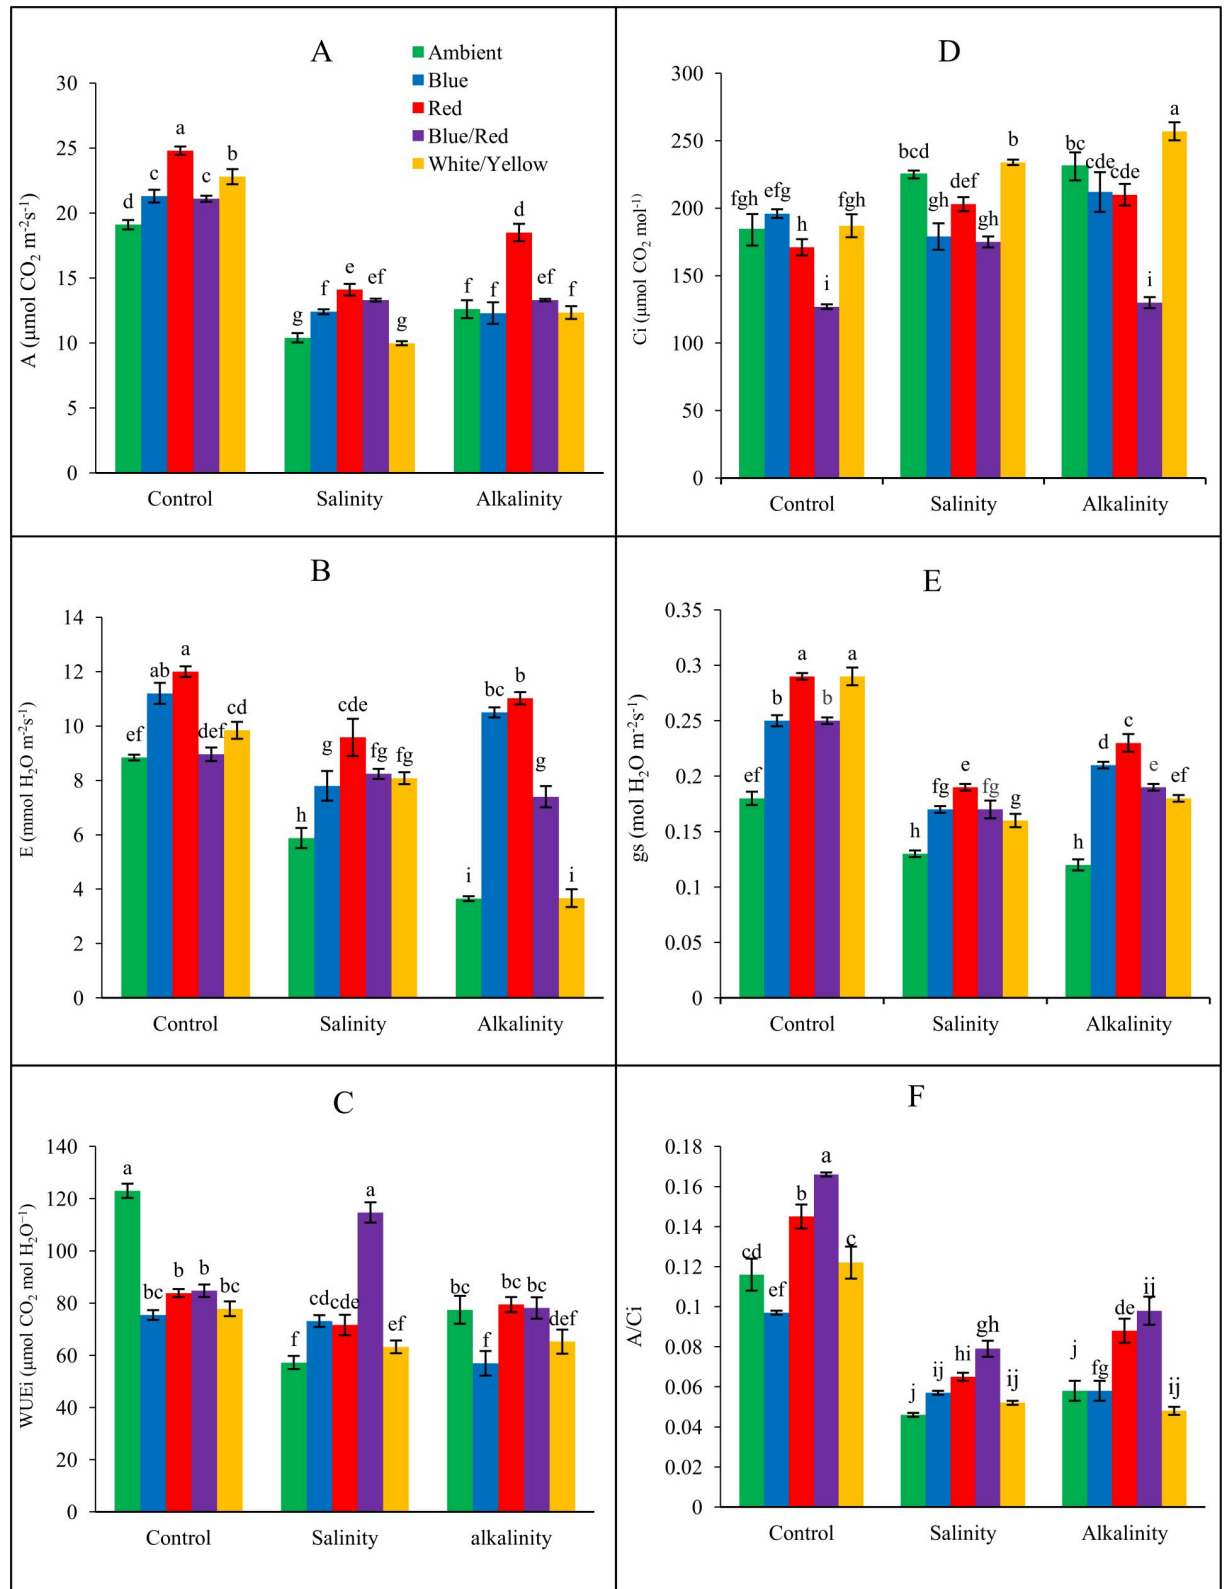 A
Ambient
Blue
Red
Blue/Red
White/Yellow
30
25
20
15
10
5
0
A (µmol CO2 m-2s-1)
d c a c b
g f e ef g
f f d ef f
Control Salinity Alkalinity
D
300
250
200
150
100
50
0
Ci (µmol CO2 mol-1)
fgh efg h i fgh
bcd gh def gh b
bc cde cde i a
Control Salinity Alkalinity
B
14
12
10
8
6
4
2
0
E (mmol H2O m-2s-1)
ef ab a def cd
h g cde fg fg
i bc b g i
Control Salinity Alkalinity
E
0.35
0.3
0.25
0.2
0.15
0.1
0.05
0
gs (mol H2O m-2s-1)
ef b a b a
h fg e fg g
h d c e ef
Control Salinity Alkalinity
C
140
120
100
80
60
40
20
0
WUEi (µmol CO2 mol H2O-1)
a bc b b bc
f cd cde a ef
bc f bc bc def
Control Salinity alkalinity
F
0.18
0.16
0.14
0.12
0.1
0.08
0.06
0.04
0.02
0
A/Ci
cd ef b a c
j ij hi gh ij
j fg de ij ij
Control Salinity Alkalinity